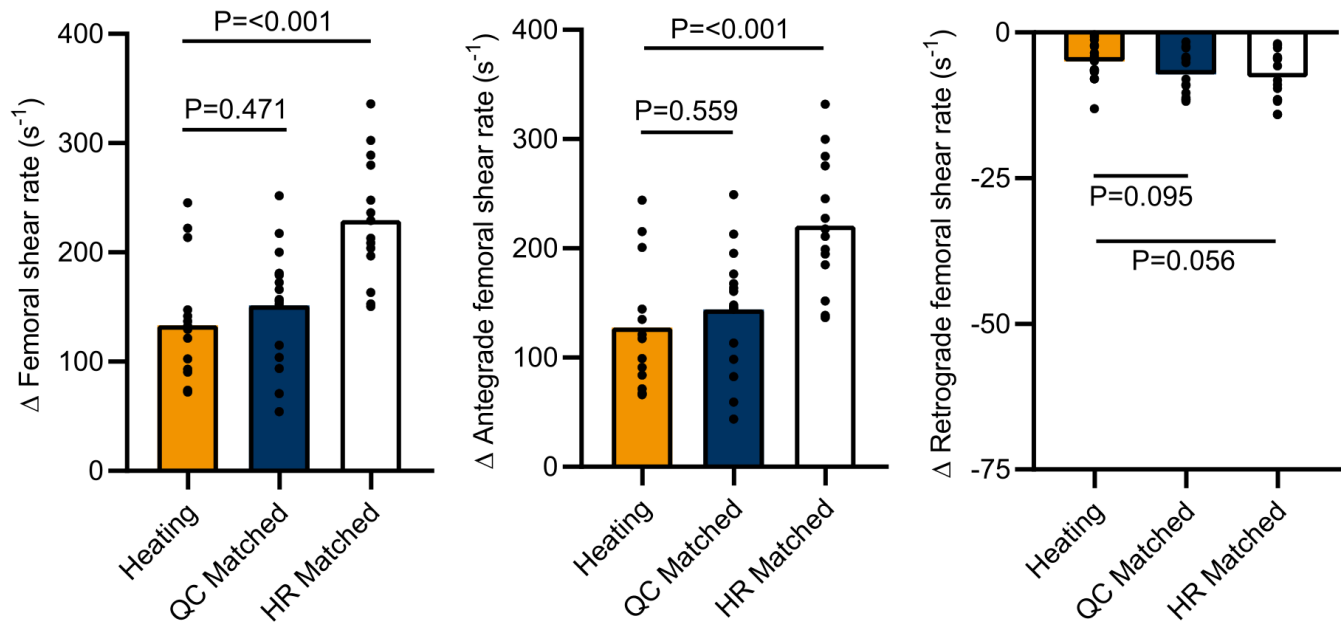 Δ Femoral shear rate (s⁻¹)
400
300
200
100
0
P=<0.001
P=0.471
Heating
QC Matched
HR Matched
Δ Antegrade femoral shear rate (s⁻¹)
400
300
200
100
0
P=<0.001
P=0.559
Heating
QC Matched
HR Matched
Δ Retrograde femoral shear rate (s⁻¹)
0
-25
-50
-75
P=0.095
P=0.056
Heating
QC Matched
HR Matched